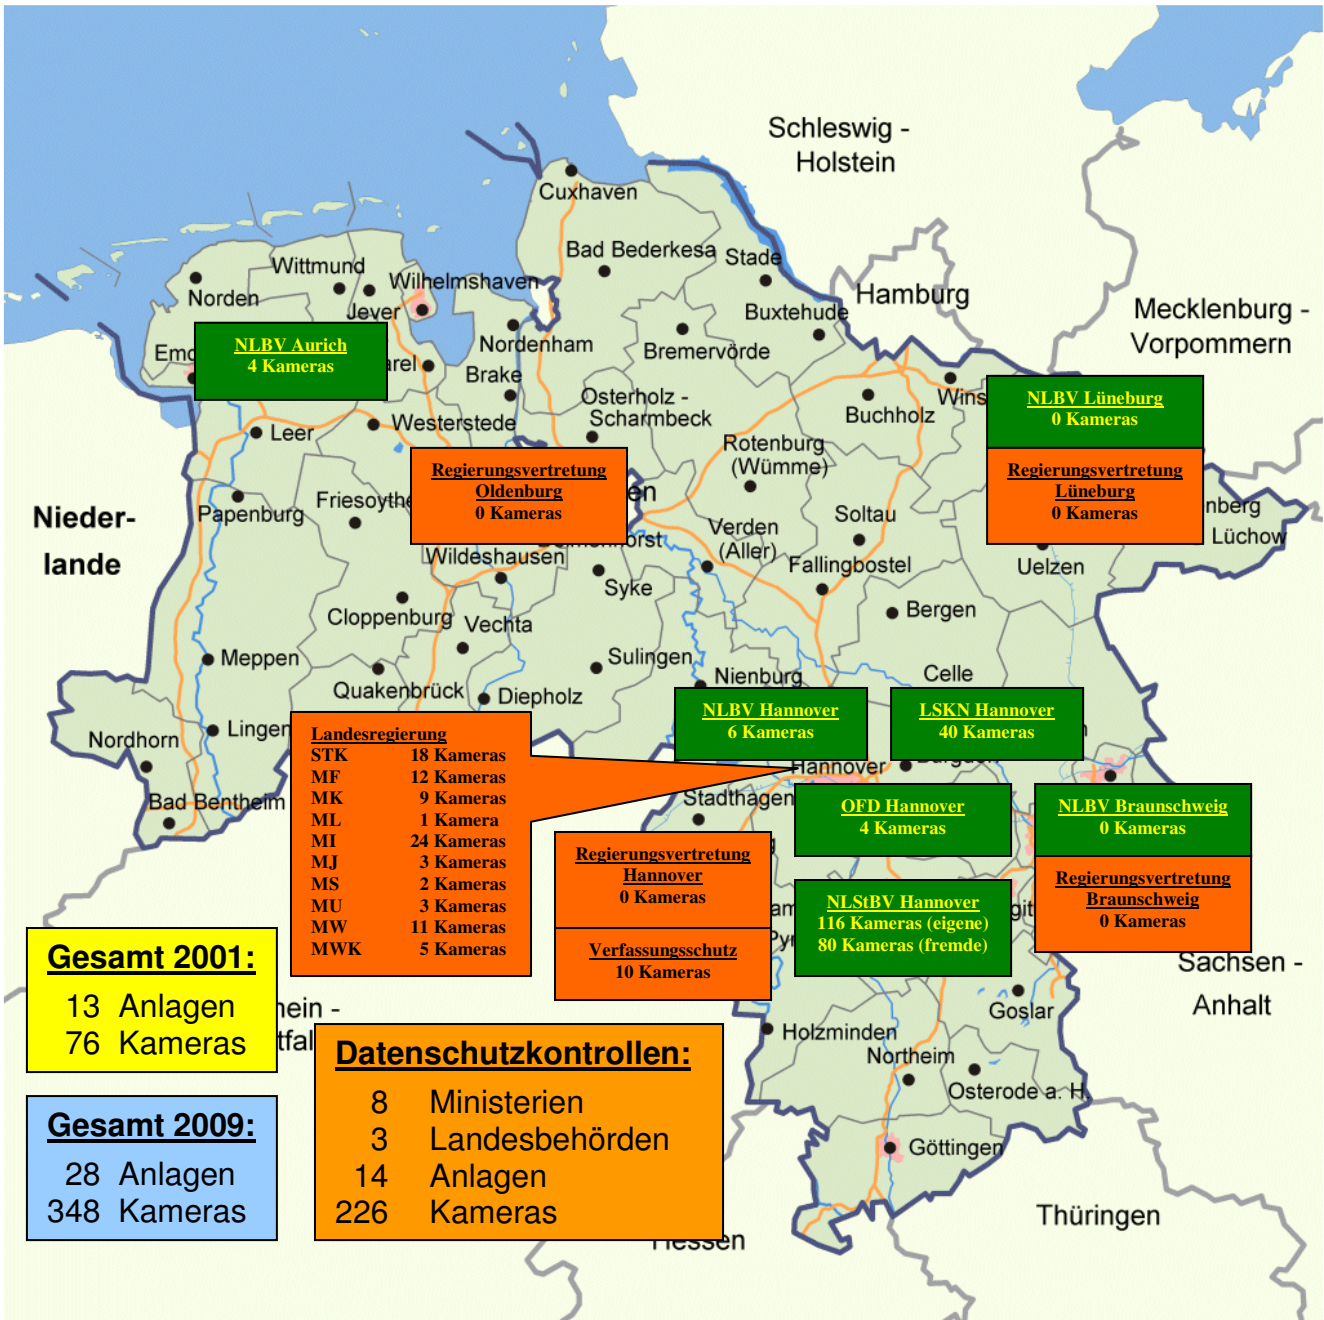 Schleswig -
Holstein
Cuxhaven
Bad Bederkesa
Stade
Wittmund
Wilhelmshaven
Norden
Jever
Hamburg
Buxtehude
Mecklenburg -
Vorpommern
Nordenham
Bremervörde
NLBV Aurich
4 Kameras
Brake
Osterholz -
Scharmbeck
Buchholz
Wins
NLBV Lüneburg
0 Kameras
Leer
Westerstede
Rotenburg
(Wümme)
Regierungsvertretung
Oldenburg
0 Kameras
Regierungsvertretung
Lüneburg
0 Kameras
en
Nieder-
lande
Papenburg
Friesoythe
Verden
(Aller)
Soltau
nberg
Lüchow
Wildeshausen
Fallingbostel
Uelzen
Syke
Cloppenburg
Vechta
Bergen
Meppen
Sulingen
Quakenbrück
Diepholz
Nienburg
Celle
Lingen
Nordhorn
Bad Bentheim
Landesregierung
STK 18 Kameras
MF 12 Kameras
MK 9 Kameras
ML 1 Kamera
MI 24 Kameras
MJ 3 Kameras
MS 2 Kameras
MU 3 Kameras
MW 11 Kameras
MWK 5 Kameras
NLBV Hannover
6 Kameras
LSKN Hannover
40 Kameras
Hannover
Stadthagen
OFD Hannover
4 Kameras
NLBV Braunschweig
0 Kameras
Regierungsvertretung
Hannover
0 Kameras
Verfassungsschutz
10 Kameras
NLStBV Hannover
116 Kameras (eigene)
80 Kameras (fremde)
Regierungsvertretung
Braunschweig
0 Kameras
Sachsen -
Anhalt
Goslar
Holzminden
Northeim
Osterode a. H.
Göttingen
Thüringen
Hessen
Gesamt 2001:
13 Anlagen
76 Kameras
hein -
tfal
Gesamt 2009:
28 Anlagen
348 Kameras
Datenschutzkontrollen:
8 Ministerien
3 Landesbehörden
14 Anlagen
226 Kameras